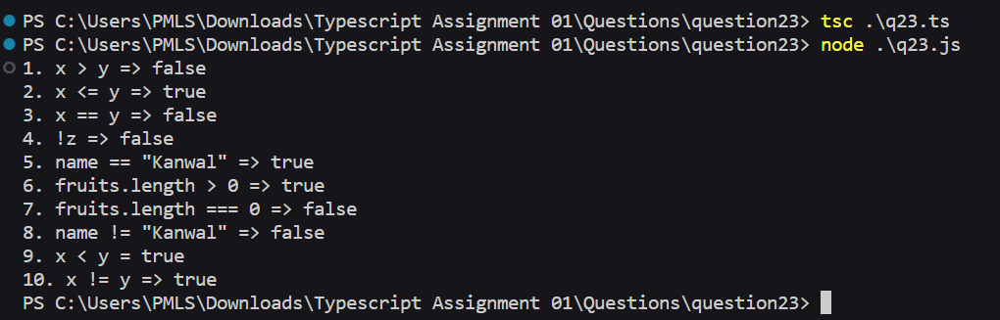 PS C:\Users\PMLS\Downloads\Typescript Assignment 01\Questions\question23> tsc .\q23.ts
PS C:\Users\PMLS\Downloads\Typescript Assignment 01\Questions\question23> node .\q23.js
1. x > y => false
2. x <= y => true
3. x == y => false
4. !z => false
5. name == "Kanwal" => true
6. fruits.length > 0 => true
7. fruits.length === 0 => false
8. name != "Kanwal" => false
9. x < y = true
10. x != y => true
PS C:\Users\PMLS\Downloads\Typescript Assignment 01\Questions\question23>